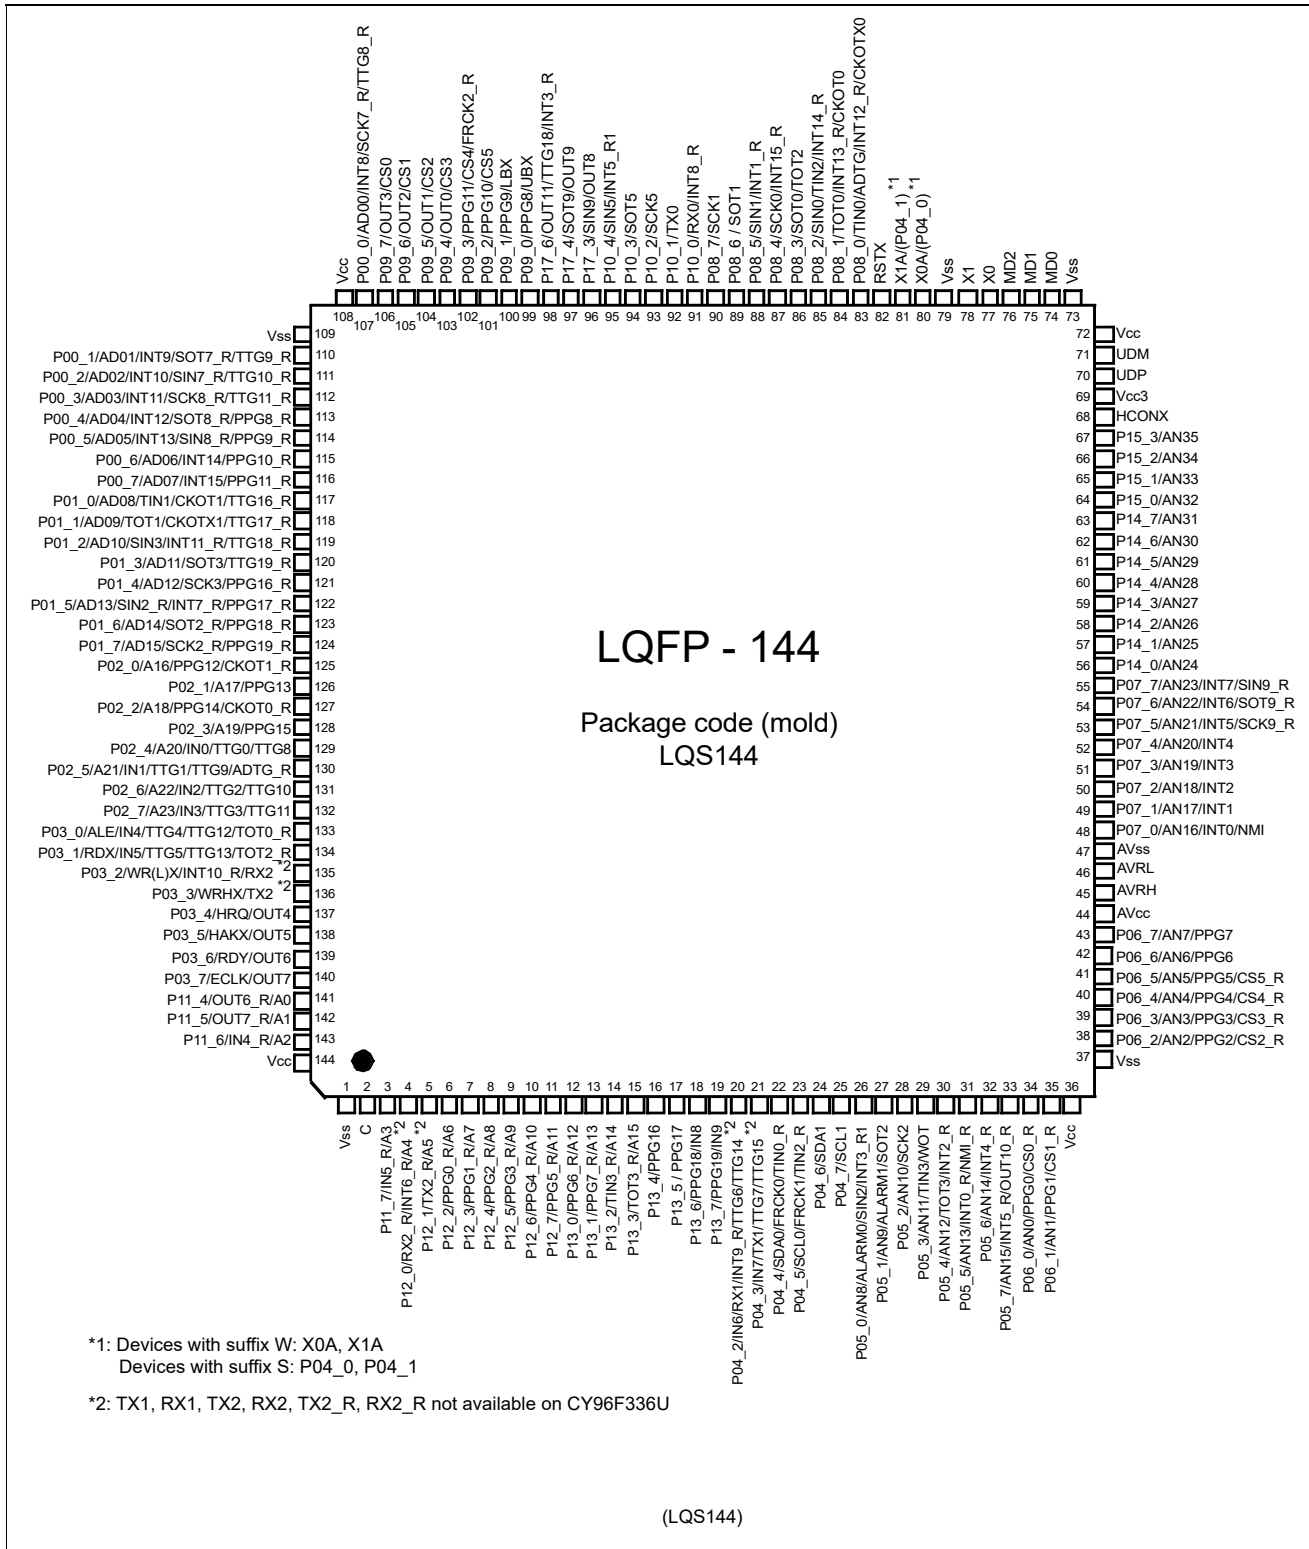 Vcc
P00_0/AD00/INT8/SCK7_R/TTG8_R
P09_7/OUT3/CS0
P09_6/OUT2/CS1
P09_5/OUT1/CS2
P09_4/OUT0/CS3
P09_3/PPG11/CS4/FRCK2_R
P09_2/PPG10/CS5
P09_1/PPG9/LBX
P09_0/PPG8/UBX
P17_6/OUT11/TTG18/INT3_R
P17_4/SOT9/OUT9
P17_3/SIN9/OUT8
P10_4/SIN5/INT5_R1
P10_3/SOT5
P10_2/SCK5
P10_1/TX0
P10_0/RX0/INT8_R
P08_7/SCK1
P08_6 / SOT1
P08_5/SIN1/INT1_R
P08_4/SCK0/INT15_R
P08_3/SOT0/TOT2
P08_2/SIN0/TIN2/INT14_R
P08_1/TOT0/INT13_R/CKOT0
P08_0/TIN0/ADTG/INT12_R/CKOTX0
RSTX
X1A/(P04_1) *1
X0A/(P04_0) *1
Vss
X1
X0
MD2
MD1
MD0
Vss
108 107 106 105 104 103 102 101 100 99 98 97 96 95 94 93 92 91 90 89 88 87 86 85 84 83 82 81 80 79 78 77 76 75 74 73
Vss 109
P00_1/AD01/INT9/SOT7_R/TTG9_R 110
P00_2/AD02/INT10/SIN7_R/TTG10_R 111
P00_3/AD03/INT11/SCK8_R/TTG11_R 112
P00_4/AD04/INT12/SOT8_R/PPG8_R 113
P00_5/AD05/INT13/SIN8_R/PPG9_R 114
P00_6/AD06/INT14/PPG10_R 115
P00_7/AD07/INT15/PPG11_R 116
P01_0/AD08/TIN1/CKOT1/TTG16_R 117
P01_1/AD09/TOT1/CKOTX1/TTG17_R 118
P01_2/AD10/SIN3/INT11_R/TTG18_R 119
P01_3/AD11/SOT3/TTG19_R 120
P01_4/AD12/SCK3/PPG16_R 121
P01_5/AD13/SIN2_R/INT7_R/PPG17_R 122
P01_6/AD14/SOT2_R/PPG18_R 123
P01_7/AD15/SCK2_R/PPG19_R 124
P02_0/A16/PPG12/CKOT1_R 125
P02_1/A17/PPG13 126
P02_2/A18/PPG14/CKOT0_R 127
P02_3/A19/PPG15 128
P02_4/A20/IN0/TTG0/TTG8 129
P02_5/A21/IN1/TTG1/TTG9/ADTG_R 130
P02_6/A22/IN2/TTG2/TTG10 131
P02_7/A23/IN3/TTG3/TTG11 132
P03_0/ALE/IN4/TTG4/TTG12/TOT0_R 133
P03_1/RDX/IN5/TTG5/TTG13/TOT2_R 134
P03_2/WR(L)X/INT10_R/RX2 *2 135
P03_3/WRHX/TX2 *2 136
P03_4/HRQ/OUT4 137
P03_5/HAKX/OUT5 138
P03_6/RDY/OUT6 139
P03_7/ECLK/OUT7 140
P11_4/OUT6_R/A0 141
P11_5/OUT7_R/A1 142
P11_6/IN4_R/A2 143
Vcc 144
LQFP - 144
Package code (mold)
LQS144
72 Vcc
71 UDM
70 UDP
69 Vcc3
68 HCONX
67 P15_3/AN35
66 P15_2/AN34
65 P15_1/AN33
64 P15_0/AN32
63 P14_7/AN31
62 P14_6/AN30
61 P14_5/AN29
60 P14_4/AN28
59 P14_3/AN27
58 P14_2/AN26
57 P14_1/AN25
56 P14_0/AN24
55 P07_7/AN23/INT7/SIN9_R
54 P07_6/AN22/INT6/SOT9_R
53 P07_5/AN21/INT5/SCK9_R
52 P07_4/AN20/INT4
51 P07_3/AN19/INT3
50 P07_2/AN18/INT2
49 P07_1/AN17/INT1
48 P07_0/AN16/INT0/NMI
47 AVss
46 AVRL
45 AVRH
44 AVcc
43 P06_7/AN7/PPG7
42 P06_6/AN6/PPG6
41 P06_5/AN5/PPG5/CS5_R
40 P06_4/AN4/PPG4/CS4_R
39 P06_3/AN3/PPG3/CS3_R
38 P06_2/AN2/PPG2/CS2_R
37 Vss
1 2 3 4 5 6 7 8 9 10 11 12 13 14 15 16 17 18 19 20 21 22 23 24 25 26 27 28 29 30 31 32 33 34 35 36
Vss
C
P11_7/IN5_R/A3
P12_0/RX2_R/INT6_R/A4 *2
P12_1/TX2_R/A5 *2
P12_2/PPG0_R/A6
P12_3/PPG1_R/A7
P12_4/PPG2_R/A8
P12_5/PPG3_R/A9
P12_6/PPG4_R/A10
P12_7/PPG5_R/A11
P13_0/PPG6_R/A12
P13_1/PPG7_R/A13
P13_2/TIN3_R/A14
P13_3/TOT3_R/A15
P13_4/PPG16
P13_5 / PPG17
P13_6/PPG18/IN8
P13_7/PPG19/IN9
P04_2/IN6/RX1/INT9_R/TTG6/TTG14 *2
P04_3/IN7/TX1/TTG7/TTG15 *2
P04_4/SDA0/FRCK0/TIN0_R
P04_5/SCL0/FRCK1/TIN2_R
P04_6/SDA1
P04_7/SCL1
P05_0/AN8/ALARM0/SIN2/INT3_R1
P05_1/AN9/ALARM1/SOT2
P05_2/AN10/SCK2
P05_3/AN11/TIN3/WOT
P05_4/AN12/TOT3/INT2_R
P05_5/AN13/INT0_R/NMI_R
P05_6/AN14/INT4_R
P05_7/AN15/INT5_R/OUT10_R
P06_0/AN0/PPG0/CS0_R
P06_1/AN1/PPG1/CS1_R
Vcc
*1: Devices with suffix W: X0A, X1A
Devices with suffix S: P04_0, P04_1
*2: TX1, RX1, TX2, RX2, TX2_R, RX2_R not available on CY96F336U
(LQS144)